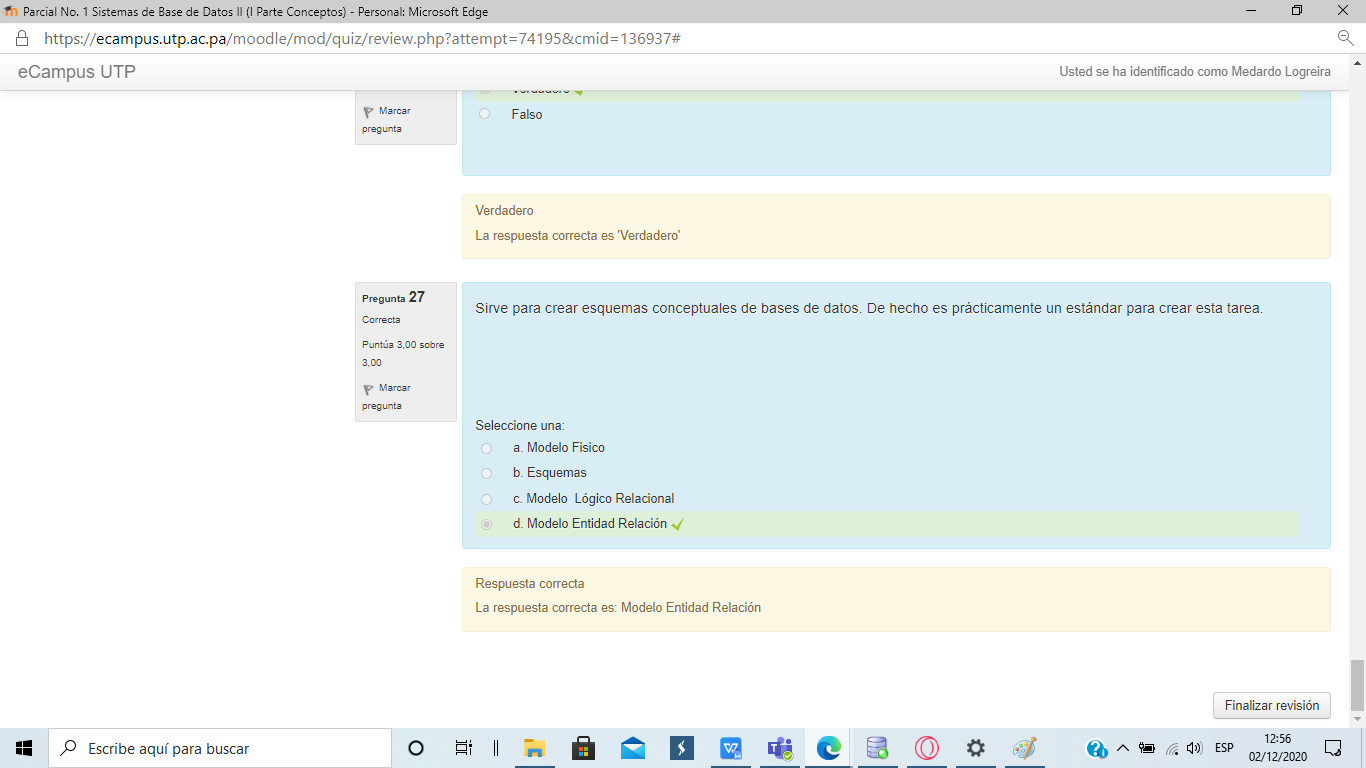 Parcial No. 1 Sistemas de Base de Datos II (I Parte Conceptos) - Personal: Microsoft Edge
https://ecampus.utp.ac.pa/moodle/mod/quiz/review.php?attempt=74195&cmid=136937#
eCampus UTP
Usted se ha identificado como Medardo Logreira
Verdadero
Marcar
pregunta
Falso
Verdadero
La respuesta correcta es 'Verdadero'
Pregunta 27
Correcta
Puntúa 3,00 sobre
3,00
Marcar
pregunta
Sirve para crear esquemas conceptuales de bases de datos. De hecho es prácticamente un estándar para crear esta tarea.
Seleccione una:
a. Modelo Fisico
b. Esquemas
c. Modelo  Lógico Relacional
d. Modelo Entidad Relación
Respuesta correcta
La respuesta correcta es: Modelo Entidad Relación
Finalizar revisión
Escribe aquí para buscar
ESP
12:56
02/12/2020